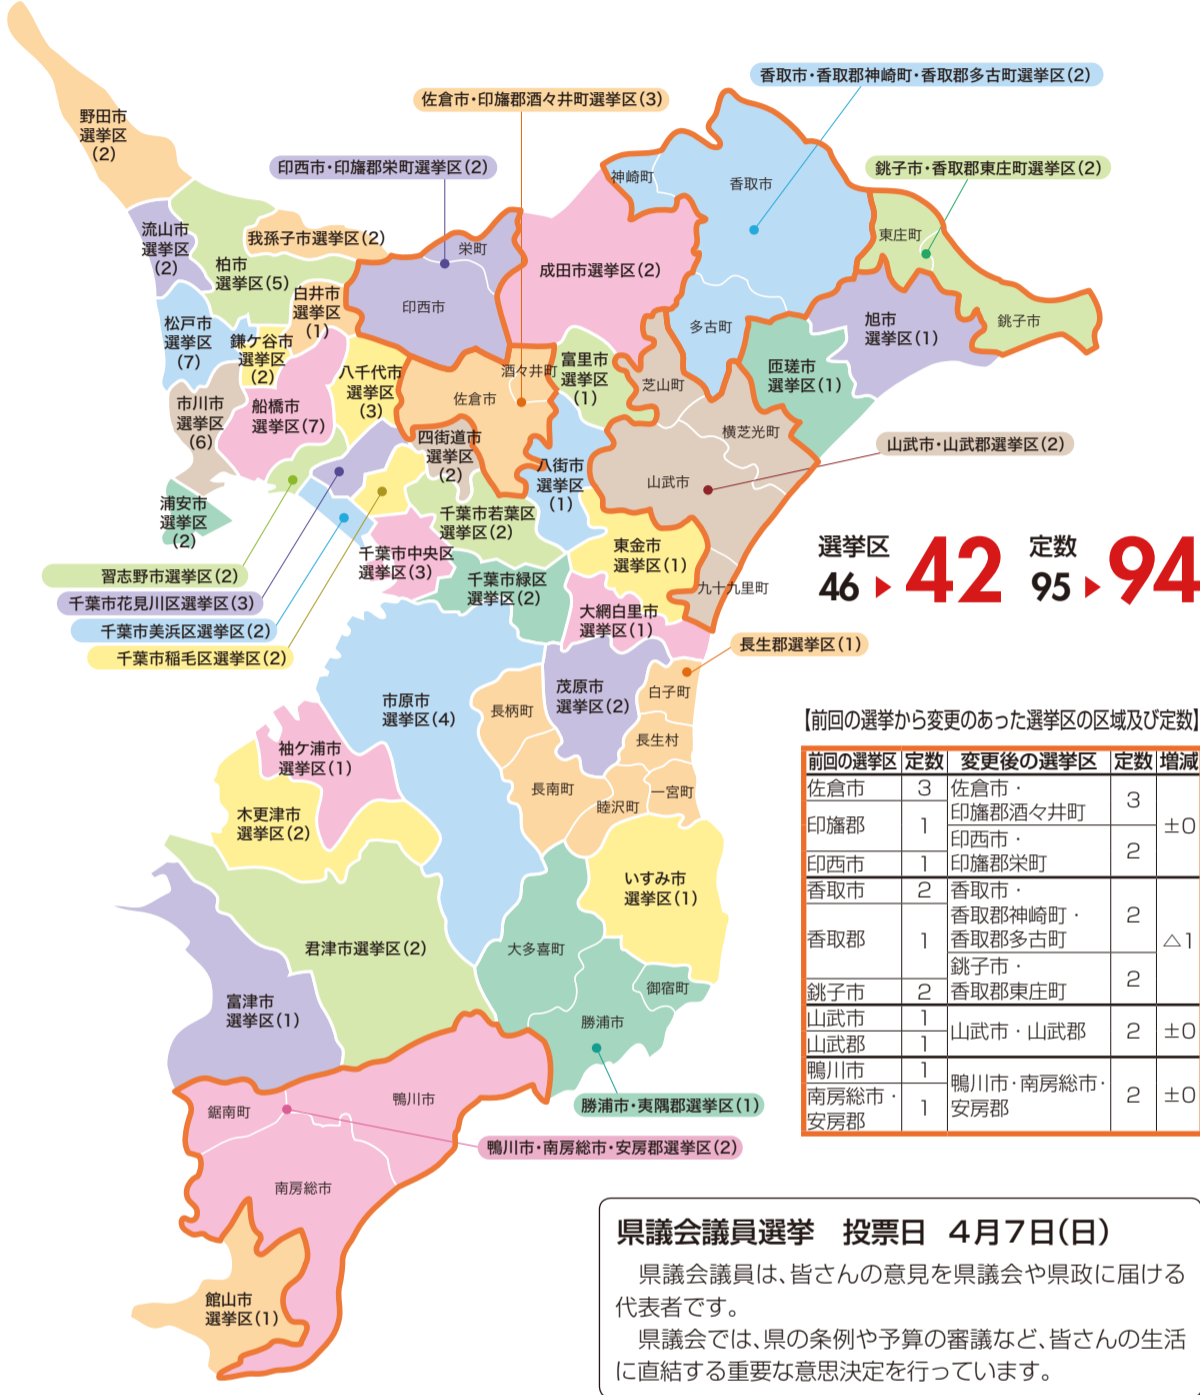 香取市・香取郡神崎町・香取郡多古町選挙区(2)
佐倉市・印旛郡酒々井町選挙区(3)
野田市
選挙区
(2)
印西市・印旛郡栄町選挙区(2)
銚子市・香取郡東庄町選挙区(2)
神崎町
香取市
流山市
選挙区
(2)
我孫子市選挙区(2)
栄町
東庄町
柏市
選挙区(5)
成田市選挙区(2)
白井市
選挙区
(1)
印西市
松戸市
選挙区
(7)
鎌ケ谷市
選挙区
(2)
多古町
旭市
選挙区(1)
銚子市
八千代市
選挙区
(3)
酒々井町
富里市
選挙区
(1)
匝瑳市
選挙区(1)
芝山町
市川市
選挙区
(6)
船橋市
選挙区(7)
佐倉市
横芝光町
四街道市
選挙区
(2)
山武市・山武郡選挙区(2)
八街市
選挙区
(1)
山武市
浦安市
選挙区
(2)
千葉市若葉区
選挙区(2)
千葉市中央区
選挙区(3)
東金市
選挙区(1)
選挙区
46▶42
定数
95▶94
習志野市選挙区(2)
千葉市緑区
選挙区(2)
九十九里町
千葉市花見川区選挙区(3)
大網白里市
選挙区(1)
千葉市美浜区選挙区(2)
千葉市稲毛区選挙区(2)
長生郡選挙区(1)
市原市
選挙区(4)
茂原市
選挙区(2)
白子町
長柄町
長生村
袖ケ浦市
選挙区(1)
長南町
睦沢町
一宮町
木更津市
選挙区(2)
いすみ市
選挙区(1)
君津市選挙区(2)
大多喜町
御宿町
富津市
選挙区(1)
勝浦市
勝浦市・夷隅郡選挙区(1)
鴨川市
鋸南町
鴨川市・南房総市・安房郡選挙区(2)
南房総市
館山市
選挙区(1)
【前回の選挙から変更のあった選挙区の区域及び定数】
前回の選挙区 定数 変更後の選挙区 定数 増減
佐倉市 3 佐倉市・
印旛郡酒々井町 3
印旛郡 1 ±0
印西市・
印旛郡栄町 2
印西市 1
香取市 2 香取市・
香取郡神崎町・
香取郡多古町 2
香取郡 1 △1
銚子市・
香取郡東庄町 2
銚子市 2
山武市 1 山武市・山武郡 2 ±0
山武郡 1
鴨川市 1 鴨川市・南房総市・
安房郡 2 ±0
南房総市・
安房郡 1
県議会議員選挙 投票日 4月7日(日)
県議会議員は、皆さんの意見を県議会や県政に届ける
代表者です。
県議会では、県の条例や予算の審議など、皆さんの生活
に直結する重要な意思決定を行っています。